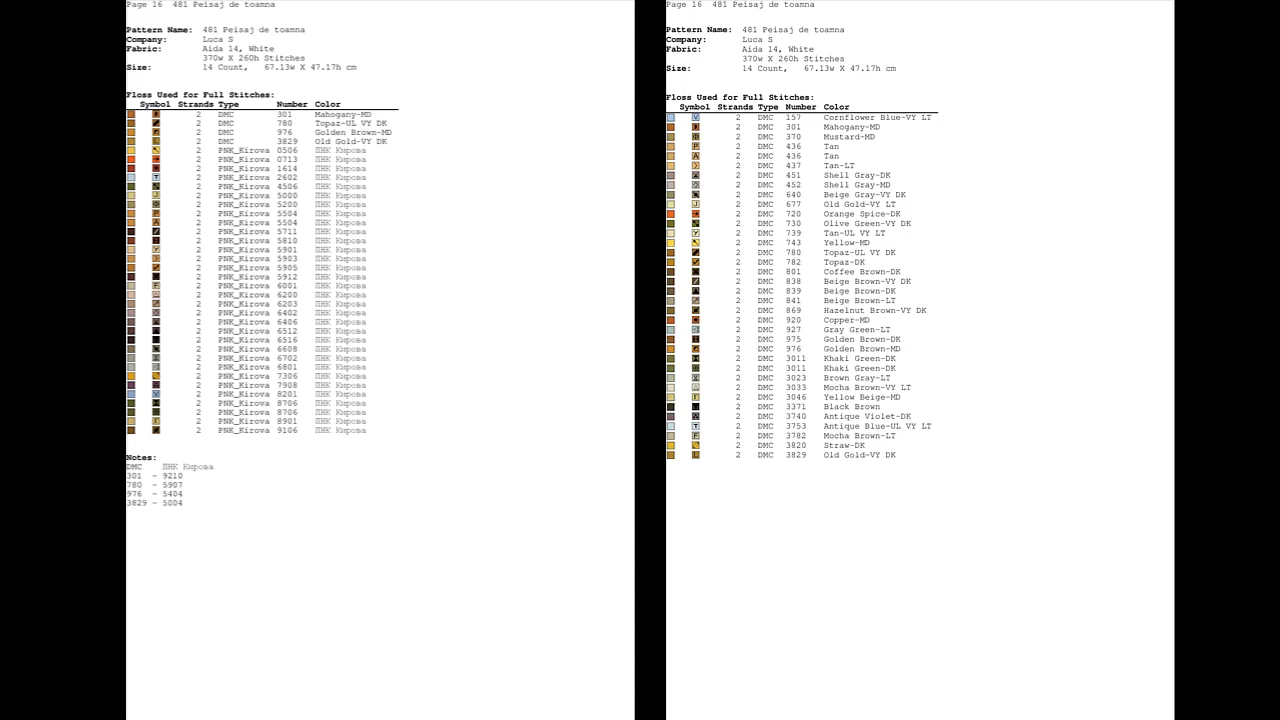 Page 16  481 Peisaj de toamna
Pattern Name:  481 Peisaj de toamna
Company:  Luca S
Fabric:  Aida 14, White
370w X 260h Stitches
Size:  14 Count,  67.13w X 47.17h cm
Floss Used for Full Stitches:
Symbol Strands Type Number Color
2 DMC 301 Mahogany-MD
2 DMC 780 Topaz-UL VY DK
2 DMC 976 Golden Brown-MD
2 DMC 3829 Old Gold-VY DK
2 PNK_Kirova 0506 ПНК Кирова
2 PNK_Kirova 0713 ПНК Кирова
2 PNK_Kirova 1614 ПНК Кирова
2 PNK_Kirova 2602 ПНК Кирова
2 PNK_Kirova 4506 ПНК Кирова
2 PNK_Kirova 5000 ПНК Кирова
2 PNK_Kirova 5200 ПНК Кирова
2 PNK_Kirova 5504 ПНК Кирова
2 PNK_Kirova 5504 ПНК Кирова
2 PNK_Kirova 5711 ПНК Кирова
2 PNK_Kirova 5810 ПНК Кирова
2 PNK_Kirova 5901 ПНК Кирова
2 PNK_Kirova 5903 ПНК Кирова
2 PNK_Kirova 5905 ПНК Кирова
2 PNK_Kirova 5912 ПНК Кирова
2 PNK_Kirova 6001 ПНК Кирова
2 PNK_Kirova 6200 ПНК Кирова
2 PNK_Kirova 6203 ПНК Кирова
2 PNK_Kirova 6402 ПНК Кирова
2 PNK_Kirova 6406 ПНК Кирова
2 PNK_Kirova 6512 ПНК Кирова
2 PNK_Kirova 6516 ПНК Кирова
2 PNK_Kirova 6608 ПНК Кирова
2 PNK_Kirova 6702 ПНК Кирова
2 PNK_Kirova 6801 ПНК Кирова
2 PNK_Kirova 7306 ПНК Кирова
2 PNK_Kirova 7908 ПНК Кирова
2 PNK_Kirova 8201 ПНК Кирова
2 PNK_Kirova 8706 ПНК Кирова
2 PNK_Kirova 8706 ПНК Кирова
2 PNK_Kirova 8901 ПНК Кирова
2 PNK_Kirova 9106 ПНК Кирова
Notes:
DMC ПНК Кирова
301 - 9210
780 - 5907
976 - 5404
3829 - 5004
Page 16  481 Peisaj de toamna
Pattern Name:  481 Peisaj de toamna
Company:  Luca S
Fabric:  Aida 14, White
370w X 260h Stitches
Size:  14 Count,  67.13w X 47.17h cm
Floss Used for Full Stitches:
Symbol Strands Type Number Color
V 2 DMC 157 Cornflower Blue-VY LT
2 DMC 301 Mahogany-MD
2 DMC 370 Mustard-MD
P 2 DMC 436 Tan
A 2 DMC 436 Tan
2 DMC 437 Tan-LT
2 DMC 451 Shell Gray-DK
2 DMC 452 Shell Gray-MD
2 DMC 640 Beige Gray-VY DK
J 2 DMC 677 Old Gold-VY LT
2 DMC 720 Orange Spice-DK
2 DMC 730 Olive Green-VY DK
Y 2 DMC 739 Tan-UL VY LT
2 DMC 743 Yellow-MD
2 DMC 780 Topaz-UL VY DK
2 DMC 782 Topaz-DK
2 DMC 801 Coffee Brown-DK
2 DMC 838 Beige Brown-VY DK
2 DMC 839 Beige Brown-DK
2 DMC 841 Beige Brown-LT
2 DMC 869 Hazelnut Brown-VY DK
2 DMC 920 Copper-MD
2 DMC 927 Gray Green-LT
H 2 DMC 975 Golden Brown-DK
2 DMC 976 Golden Brown-MD
2 DMC 3011 Khaki Green-DK
2 DMC 3011 Khaki Green-DK
2 DMC 3023 Brown Gray-LT
2 DMC 3033 Mocha Brown-VY LT
2 DMC 3046 Yellow Beige-MD
2 DMC 3371 Black Brown
2 DMC 3740 Antique Violet-DK
T 2 DMC 3753 Antique Blue-UL VY LT
F 2 DMC 3782 Mocha Brown-LT
2 DMC 3820 Straw-DK
L 2 DMC 3829 Old Gold-VY DK